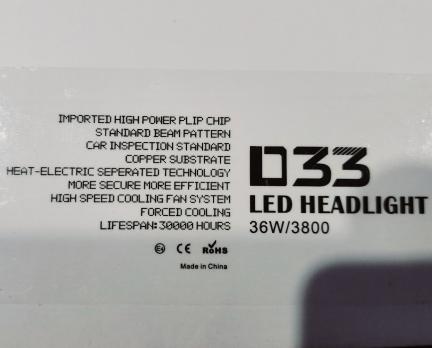 IMPORTED HIGH POWER PLIP CHIP
STANDARD BEAM PATTERN
CAR INSPECTION STANDARD
COPPER SUBSTRATE
HEAT-ELECTRIC SEPERATED TECHNOLOGY
MORE SECURE MORE EFFICIENT
HIGH SPEED COOLING FAN SYSTEM
FORCED COOLING
LIFESPAN: 30000 HOURS
CE RoHS
Made in China
D33
LED HEADLIGHT
36W/3800